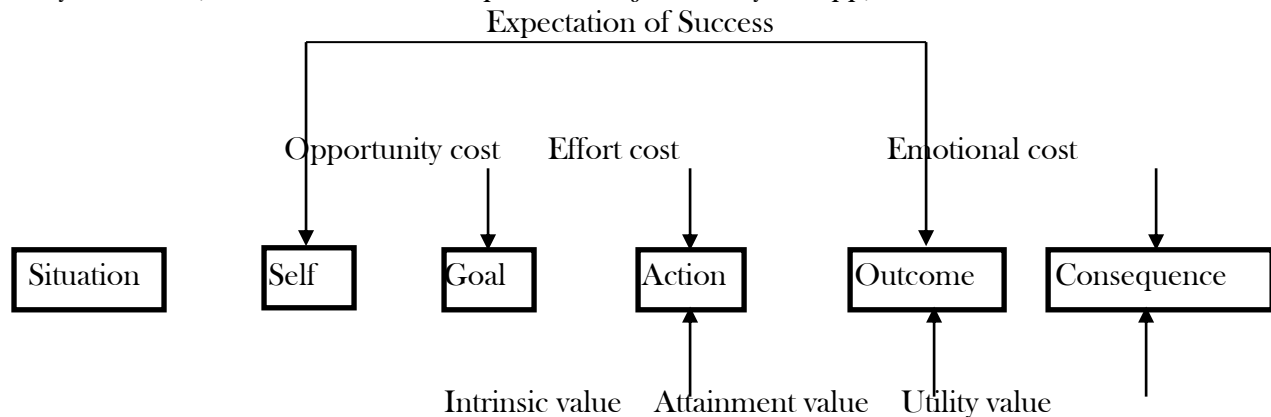 Expectation of Success
Opportunity cost Effort cost Emotional cost
Situation Self Goal Action Outcome Consequence
Intrinsic value Attainment value Utility value